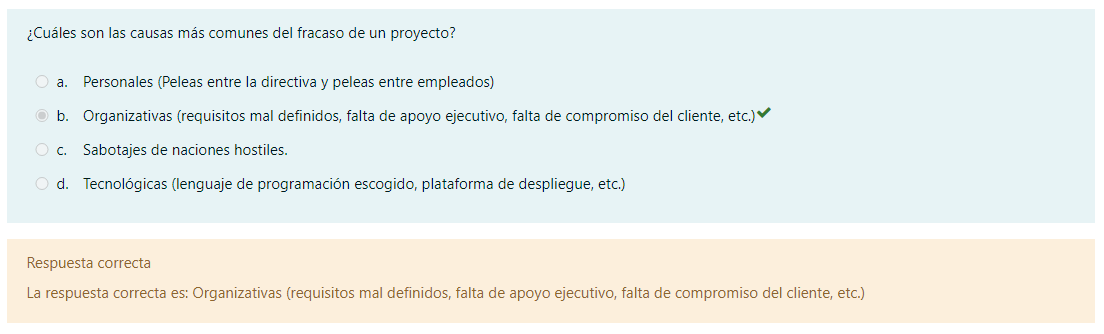 ¿Cuáles son las causas más comunes del fracaso de un proyecto?
a. Personales (Peleas entre la directiva y peleas entre empleados)
b. Organizativas (requisitos mal definidos, falta de apoyo ejecutivo, falta de compromiso del cliente, etc.)
c. Sabotajes de naciones hostiles.
d. Tecnológicas (lenguaje de programación escogido, plataforma de despliegue, etc.)
Respuesta correcta
La respuesta correcta es: Organizativas (requisitos mal definidos, falta de apoyo ejecutivo, falta de compromiso del cliente, etc.)